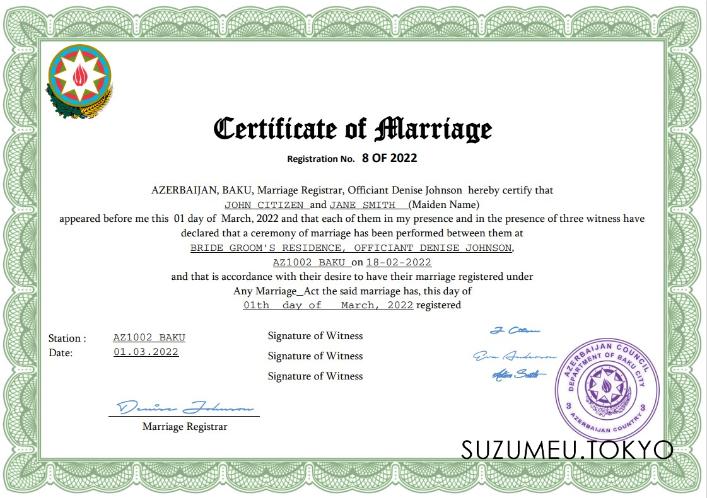 Certificate of Marriage
Registration No. 8 OF 2022
AZERBAIJAN, BAKU, Marriage Registrar, Officiant Denise Johnson hereby certify that
JOHN CITIZEN and JANE SMITH (Maiden Name)
appeared before me this 01 day of March, 2022 and that each of them in my presence and in the presence of three witness have
declared that a ceremony of marriage has been performed between them at
BRIDE GROOM'S RESIDENCE, OFFICIANT DENISE JOHNSON,
AZ1002 BAKU on 18-02-2022
and that is accordance with their desire to have their marriage registered under
Any Marriage_Act the said marriage has, this day of
01th day of March, 2022 registered
Station : AZ1002 BAKU
Date: 01.03.2022
Signature of Witness
Signature of Witness
Eva Anderson
Signature of Witness
Denise Johnson
Marriage Registrar
AZERBAIJAN COUNCIL
DEPARTMENT OF BAKU CITY
AZERBAIJAN COUNTRY
SUZUMEU.TOKYO